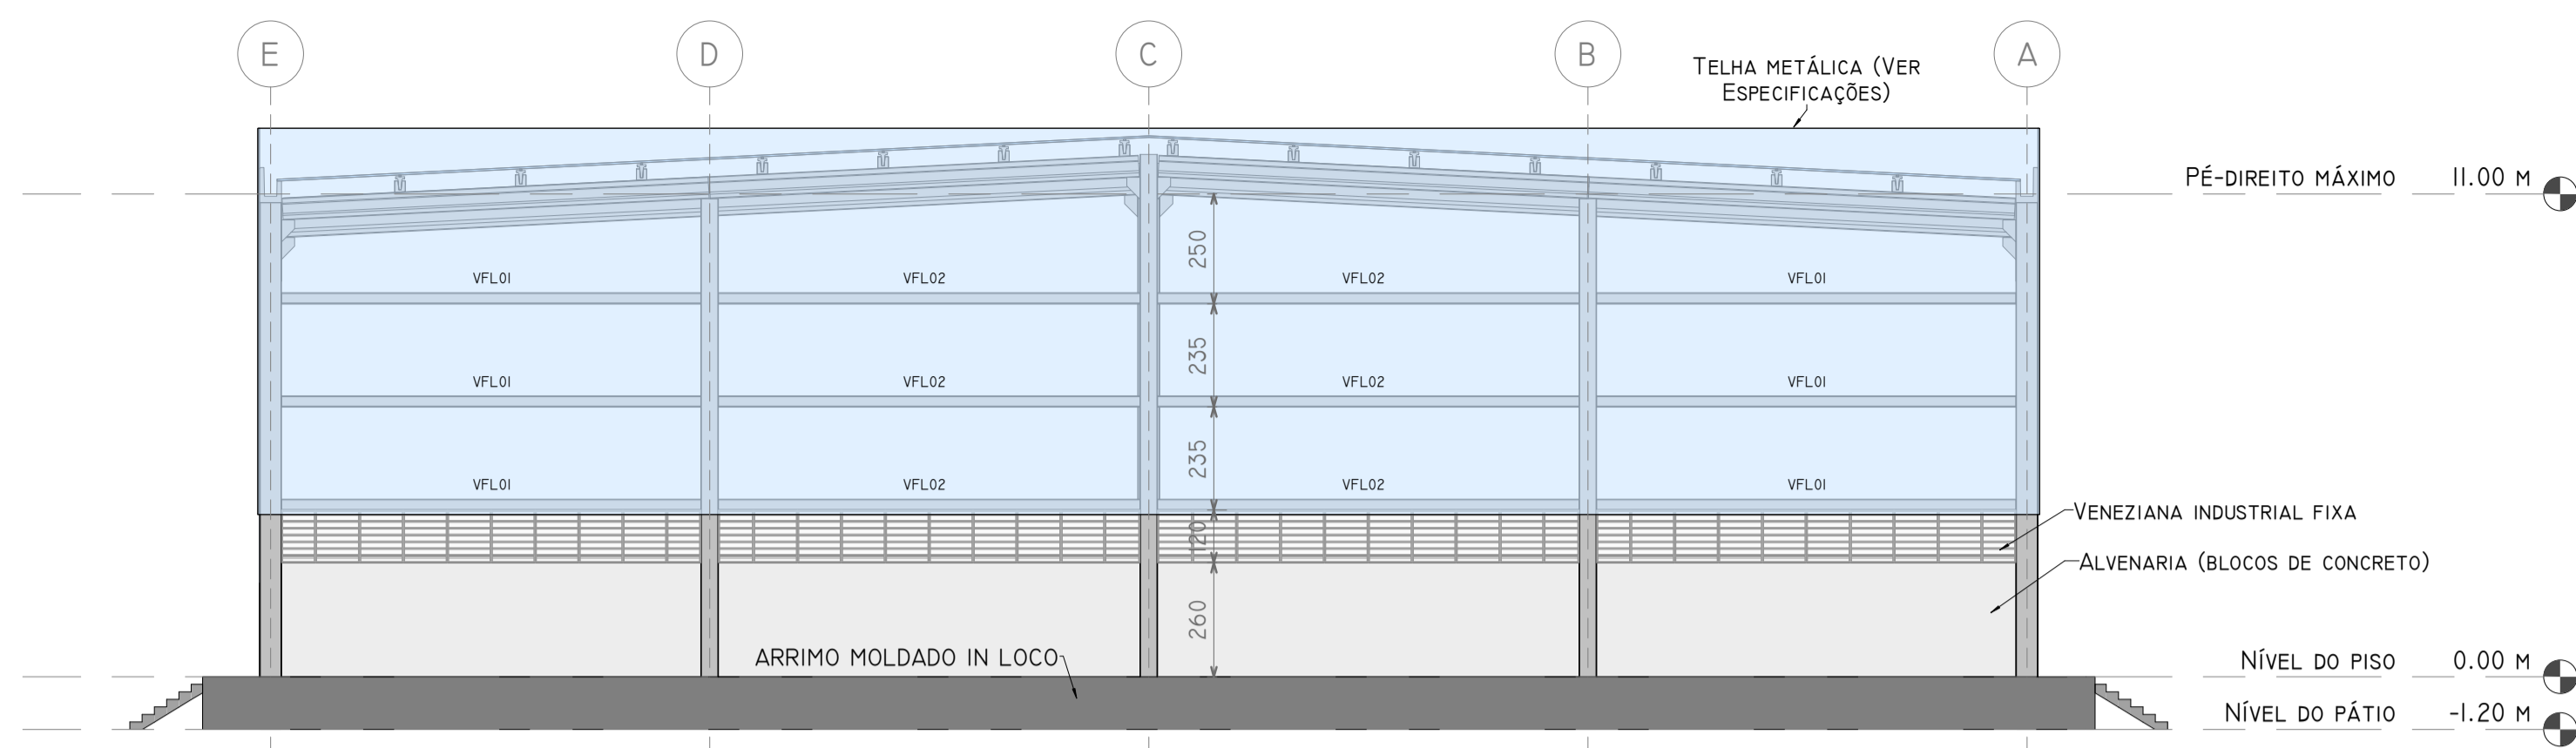 E D C B A
TELHA METÁLICA (VER
ESPECIFICAÇÕES)
PÉ-DIREITO MÁXIMO 11.00 M
250
VFL01 VFL02 VFL02 VFL01
235
VFL01 VFL02 VFL02 VFL01
235
VFL01 VFL02 VFL02 VFL01
VENEZIANA INDUSTRIAL FIXA
120
ALVENARIA (BLOCOS DE CONCRETO)
260
ARRIMO MOLDADO IN LOCO
NÍVEL DO PISO 0.00 M
NÍVEL DO PÁTIO -1.20 M